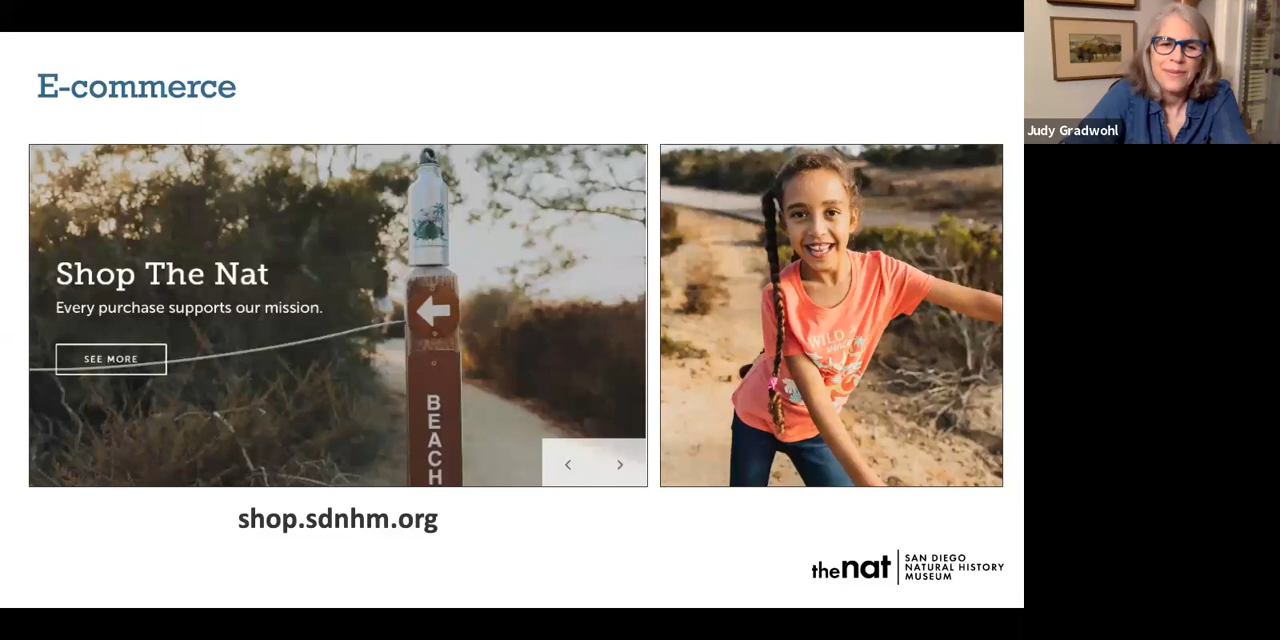 E-commerce
Judy Gradwohl
Shop The Nat
Every purchase supports our mission.
SEE MORE
BEACH
WILD
shop.sdnhm.org
thenat
SAN DIEGO
NATURAL HISTORY
MUSEUM